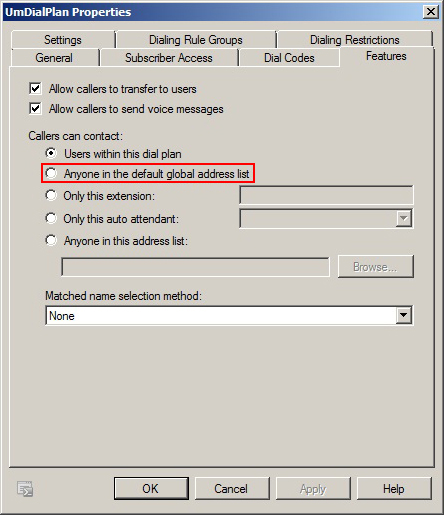 UmDialPlan Properties
Settings
Dialing Rule Groups
Dialing Restrictions
General
Subscriber Access
Dial Codes
Features
Allow callers to transfer to users
Allow callers to send voice messages
Callers can contact:
Users within this dial plan
Anyone in the default global address list
Only this extension:
Only this auto attendant:
Anyone in this address list:
Browse...
Matched name selection method:
None
OK
Cancel
Apply
Help